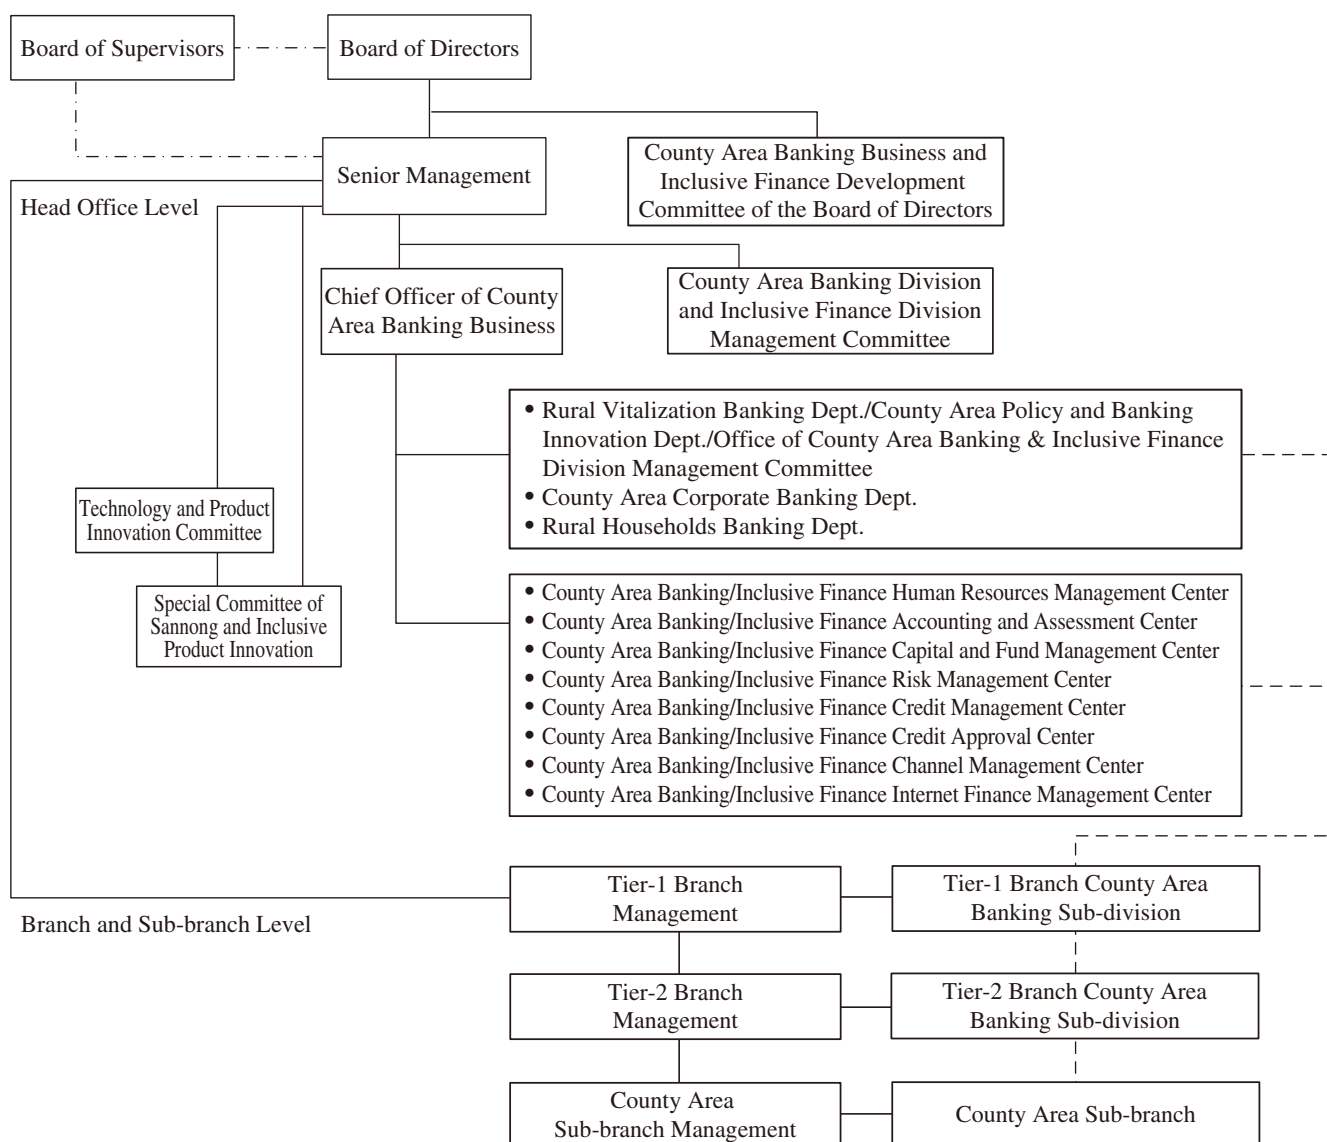 Board of Supervisors
Board of Directors
Senior Management
County Area Banking Business and
Inclusive Finance Development
Committee of the Board of Directors
Head Office Level
Chief Officer of County
Area Banking Business
County Area Banking Division
and Inclusive Finance Division
Management Committee
• Rural Vitalization Banking Dept./County Area Policy and Banking
Innovation Dept./Office of County Area Banking & Inclusive Finance
Division Management Committee
• County Area Corporate Banking Dept.
• Rural Households Banking Dept.
Technology and Product
Innovation Committee
Special Committee of
Sannong and Inclusive
Product Innovation
• County Area Banking/Inclusive Finance Human Resources Management Center
• County Area Banking/Inclusive Finance Accounting and Assessment Center
• County Area Banking/Inclusive Finance Capital and Fund Management Center
• County Area Banking/Inclusive Finance Risk Management Center
• County Area Banking/Inclusive Finance Credit Management Center
• County Area Banking/Inclusive Finance Credit Approval Center
• County Area Banking/Inclusive Finance Channel Management Center
• County Area Banking/Inclusive Finance Internet Finance Management Center
Branch and Sub-branch Level
Tier-1 Branch
Management
Tier-1 Branch County Area
Banking Sub-division
Tier-2 Branch
Management
Tier-2 Branch County Area
Banking Sub-division
County Area
Sub-branch Management
County Area Sub-branch